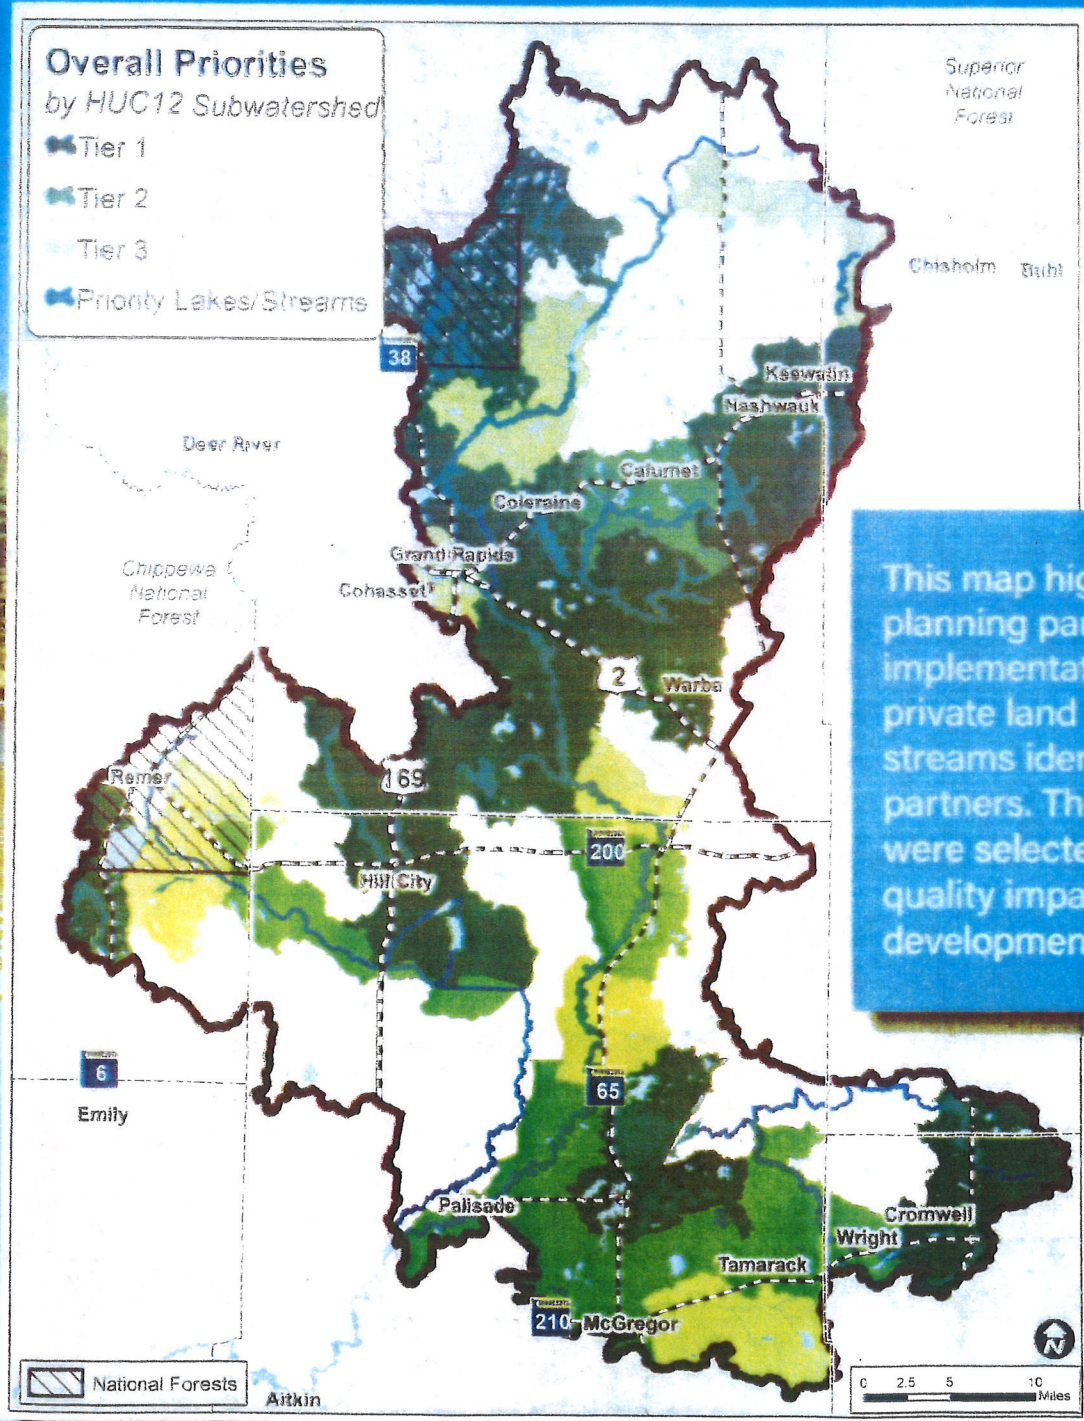 Overall Priorities
by HUC12 Subwatershed
Tier 1
Tier 2
Tier 3
Priority Lakes/Streams
Superior
National
Forest
Chisholm
Buhl
38
Keewatin
Nashwauk
Deer River
Calumet
Coleraine
Grand Rapids
Cohasset
Chippewa
National
Forest
This map hig
planning par
implementat
private land
streams iden
partners. Th
were selecte
quality impa
developmen
2
Warba
Remer
169
200
Hill City
6
Emily
65
Palisade
Cromwell
Wright
Tamarack
210
McGregor
National Forests
Aitkin
N
0 2.5 5 10
Miles